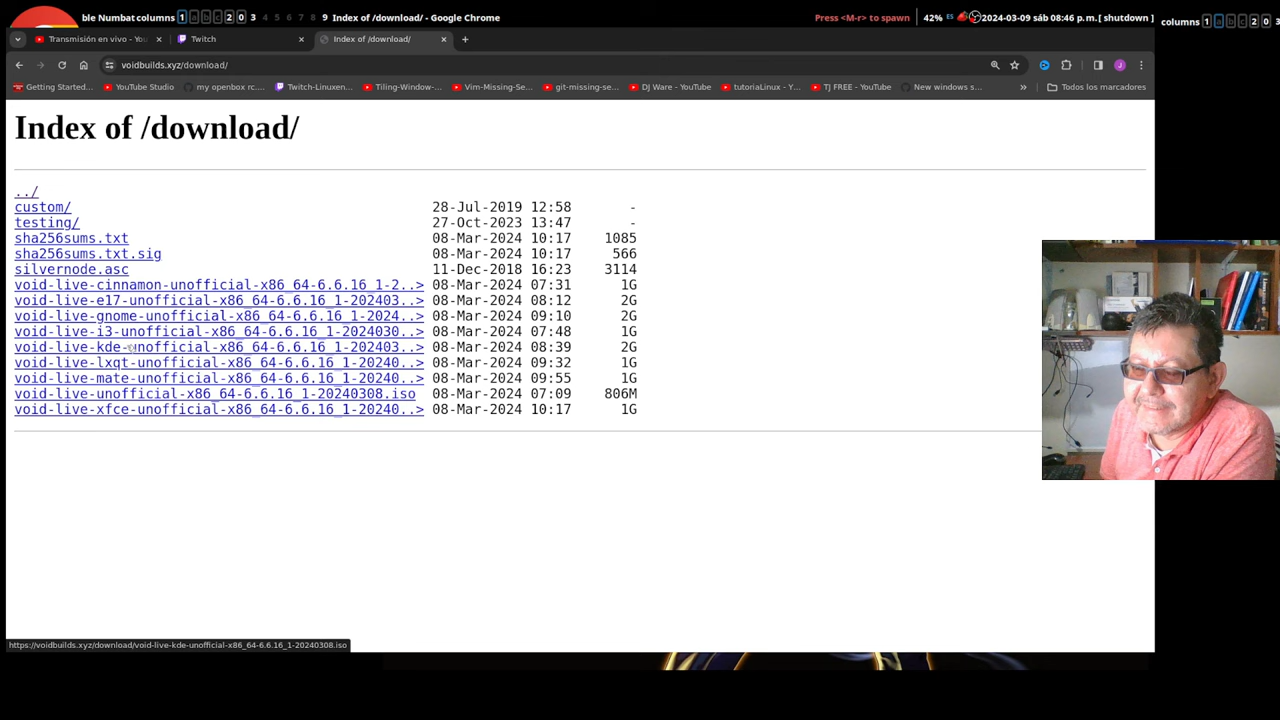 ble Numbat columns 1 a b c 2 0 3 4 5 6 7 8 9 Index of /download/ - Google Chrome
Press <M-r> to spawn 42% ES 2024-03-09 sáb 08:46 p.m. [ shutdown ]
columns 1 a b c 2 0 3
Transmisión en vivo - You
Twitch
Index of /download/
voidbuilds.xyz/download/
J
Getting Started...
YouTube Studio
my openbox rc....
Twitch-Linuxen...
Tiling-Window-...
Vim-Missing-Se...
git-missing-se...
DJ Ware - YouTube
tutoriaLinux - Y...
TJ FREE - YouTube
New windows s...
»
Todos los marcadores
Index of /download/
../
custom/ 28-Jul-2019 12:58 -
testing/ 27-Oct-2023 13:47 -
sha256sums.txt 08-Mar-2024 10:17 1085
sha256sums.txt.sig 08-Mar-2024 10:17 566
silvernode.asc 11-Dec-2018 16:23 3114
void-live-cinnamon-unofficial-x86_64-6.6.16_1-2..> 08-Mar-2024 07:31 1G
void-live-e17-unofficial-x86_64-6.6.16_1-202403..> 08-Mar-2024 08:12 2G
void-live-gnome-unofficial-x86_64-6.6.16_1-2024..> 08-Mar-2024 09:10 2G
void-live-i3-unofficial-x86_64-6.6.16_1-2024030..> 08-Mar-2024 07:48 1G
void-live-kde-unofficial-x86_64-6.6.16_1-202403..> 08-Mar-2024 08:39 2G
void-live-lxqt-unofficial-x86_64-6.6.16_1-20240..> 08-Mar-2024 09:32 1G
void-live-mate-unofficial-x86_64-6.6.16_1-20240..> 08-Mar-2024 09:55 1G
void-live-unofficial-x86_64-6.6.16_1-20240308.iso 08-Mar-2024 07:09 806M
void-live-xfce-unofficial-x86_64-6.6.16_1-20240..> 08-Mar-2024 10:17 1G
https://voidbuilds.xyz/download/void-live-kde-unofficial-x86_64-6.6.16_1-20240308.iso